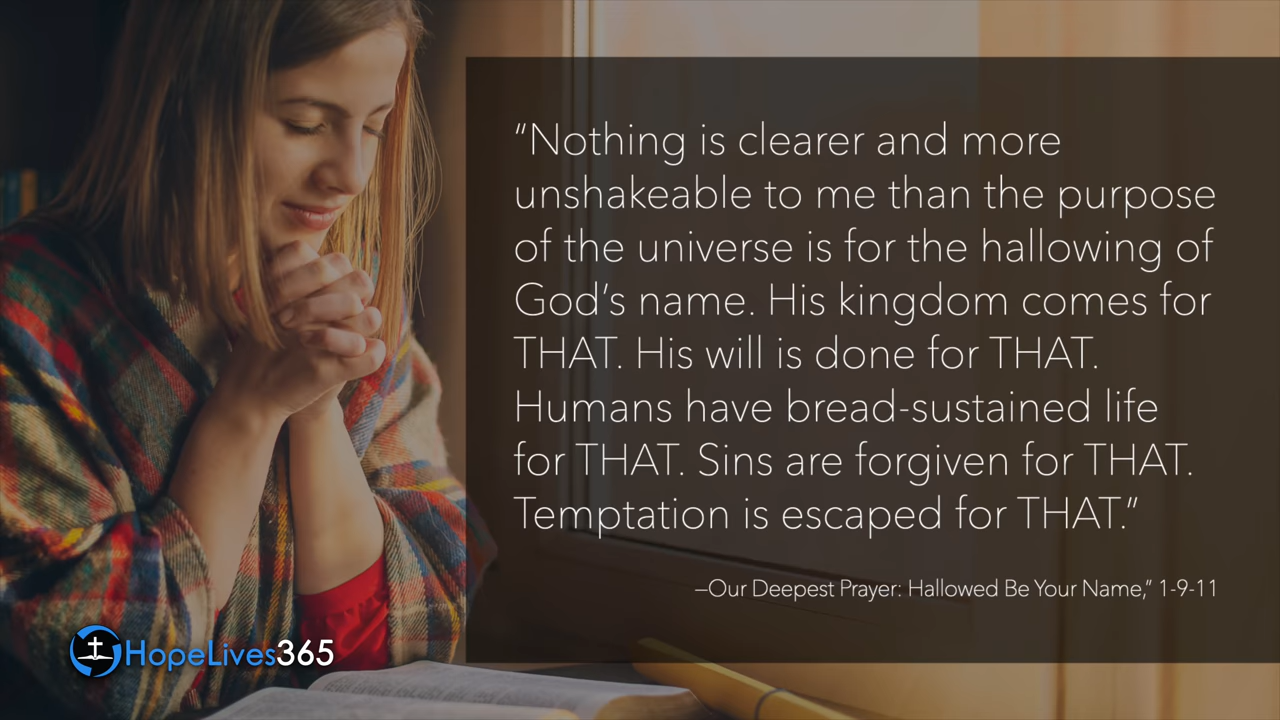 “Nothing is clearer and more
unshakeable to me than the purpose
of the universe is for the hallowing of
God’s name. His kingdom comes for
THAT. His will is done for THAT.
Humans have bread-sustained life
for THAT. Sins are forgiven for THAT.
Temptation is escaped for THAT.”
–Our Deepest Prayer: Hallowed Be Your Name,” 1-9-11
HopeLives365